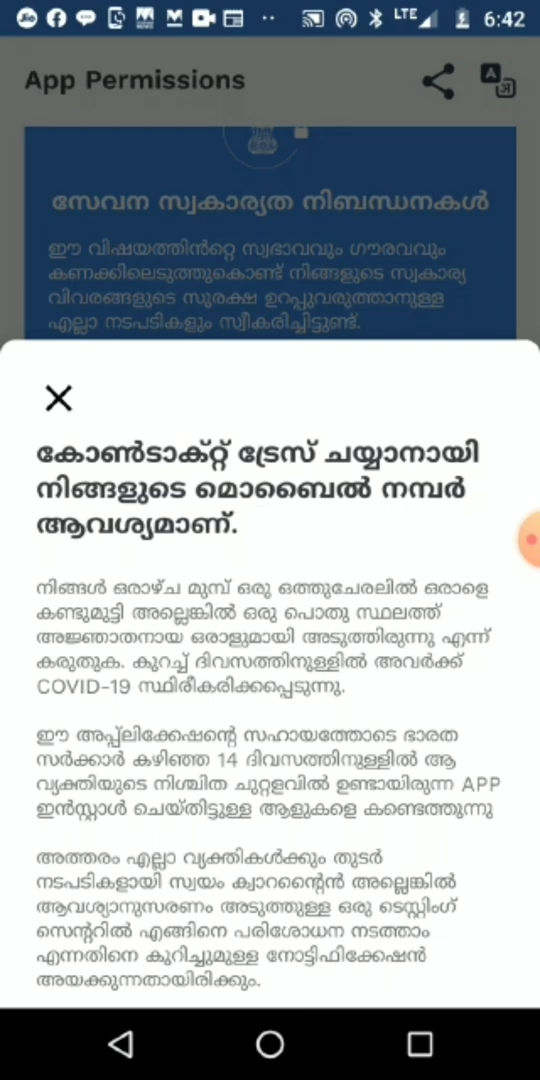 6:42
LTE
App Permissions
സേവന സ്വകാര്യത നിബന്ധനകൾ
ഈ വിഷയത്തിൻറ്റെ സ്വഭാവവും ഗൗരവവും
കണക്കിലെടുത്തുകൊണ്ട് നിങ്ങളുടെ സ്വകാര്യ
വിവരങ്ങളുടെ സുരക്ഷ ഉറപ്പുവരുത്താനുള്ള
എല്ലാ നടപടികളും സ്വീകരിച്ചിട്ടുണ്ട്.
കോൺടാക്റ്റ് ട്രേസ് ചയ്യാനായി
നിങ്ങളുടെ മൊബൈൽ നമ്പർ
ആവശ്യമാണ്.
നിങ്ങൾ ഒരാഴ്ച മുമ്പ് ഒരു ഒത്തുചേരലിൽ ഒരാളെ
കണ്ടുമുട്ടി അല്ലെങ്കിൽ ഒരു പൊതു സ്ഥലത്ത്
അജ്ഞാതനായ ഒരാളുമായി അടുത്തിരുന്നു എന്ന്
കരുതുക. കുറച്ച് ദിവസത്തിനുള്ളിൽ അവർക്ക്
COVID-19 സ്ഥിരീകരിക്കപ്പെടുന്നു.
ഈ അപ്പ്ലിക്കേഷന്റെ സഹായത്തോടെ ഭാരത
സർക്കാർ കഴിഞ്ഞ 14 ദിവസത്തിനുള്ളിൽ ആ
വ്യക്തിയുടെ നിശ്ചിത ചുറ്റളവിൽ ഉണ്ടായിരുന്ന APP
ഇൻസ്റ്റാൾ ചെയ്തിട്ടുള്ള ആളുകളെ കണ്ടെത്തുന്നു
അത്തരം എല്ലാ വ്യക്തികൾക്കും തുടർ
നടപടികളായി സ്വയം ക്വാറന്റൈൻ അല്ലെങ്കിൽ
ആവശ്യാനുസരണം അടുത്തുള്ള ഒരു ടെസ്റ്റിംഗ്
സെന്ററിൽ എങ്ങിനെ പരിശോധന നടത്താം
എന്നതിനെ കുറിച്ചുമുള്ള നോട്ടിഫിക്കേഷൻ
അയക്കുന്നതായിരിക്കും.